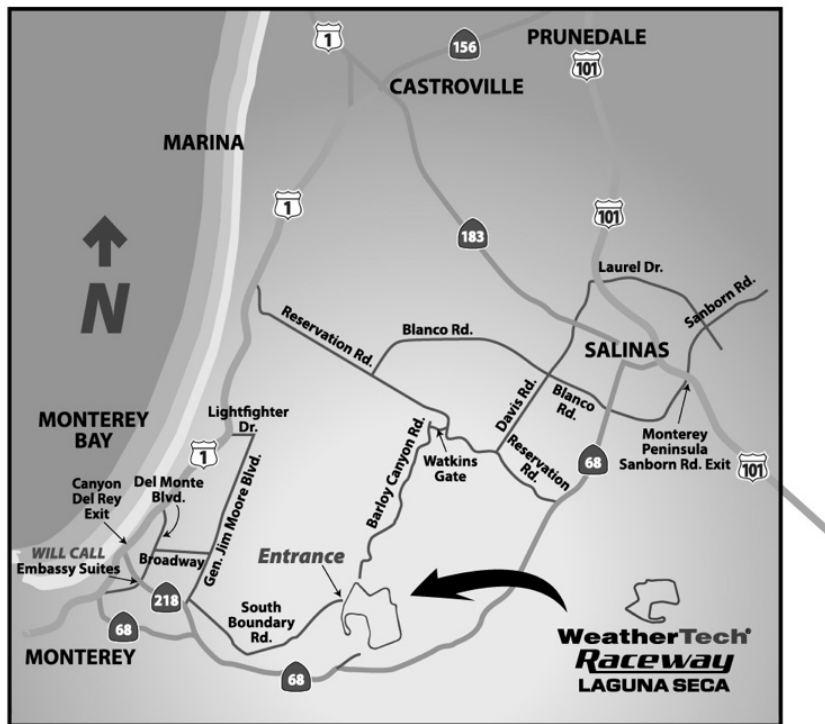 1
156
PRUNEDALE
101
CASTROVILLE
MARINA
1
101
183
N
Laurel Dr.
Sanborn Rd.
Reservation Rd.
Blanco Rd.
SALINAS
Davis Rd.
Blanco
Rd.
MONTEREY
BAY
Lightfighter
Dr.
1
Barloy Canyon Rd.
Watkins
Gate
Reservation
Rd.
68
Monterey
Peninsula
Sanborn Rd. Exit
101
Canyon
Del Rey
Exit
Del Monte
Blvd.
Gen. Jim Moore Blvd.
WILL CALL
Embassy Suites
Broadway
Entrance
218
South
Boundary
Rd.
68
MONTEREY
68
WeatherTech®
Raceway
LAGUNA SECA